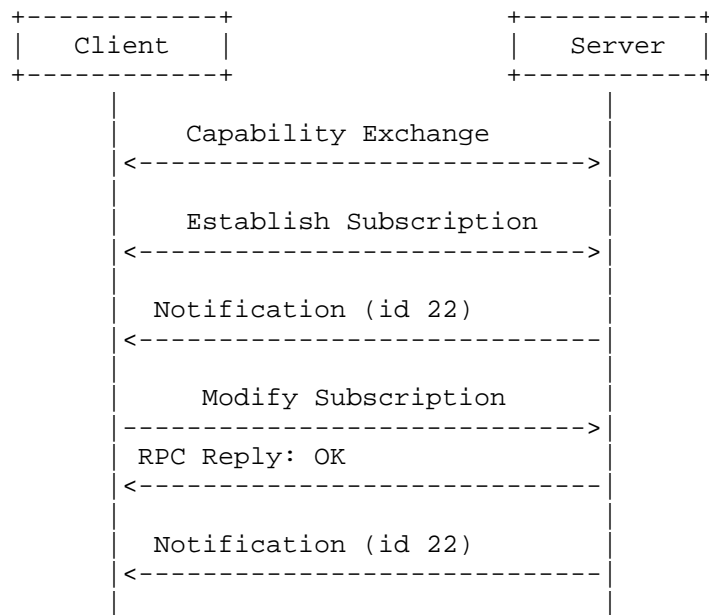 Client Server
Capability Exchange
Establish Subscription
Notification (id 22)
Modify Subscription
RPC Reply: OK
Notification (id 22)